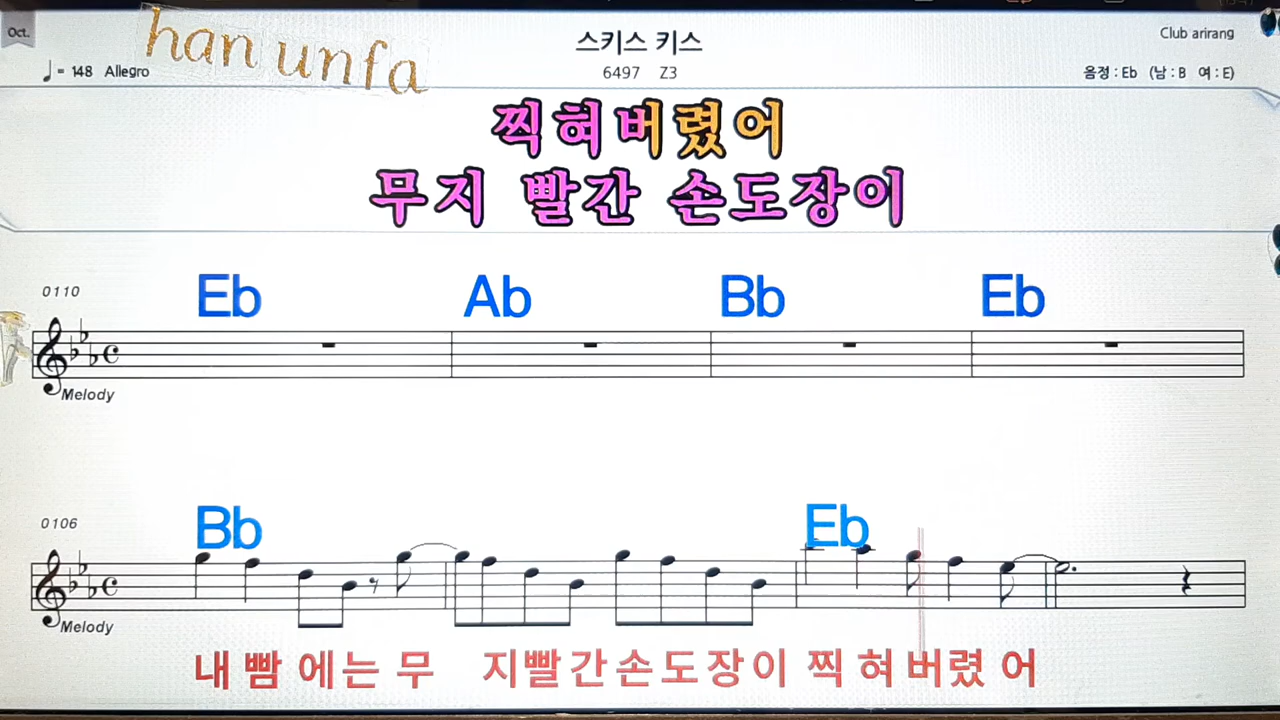 Oct.
han unfa
스키스 키스
Club arirang
♩= 148 Allegro
6497 Z3
음정 : Eb (남 : B 여 : E)
찍혀버렸어
무지 빨간 손도장이
0110
Eb Ab Bb Eb
Melody
0106
Bb Eb
Melody
내 뺨 에는 무 지빨간손도장이 찍 혀 버렸 어